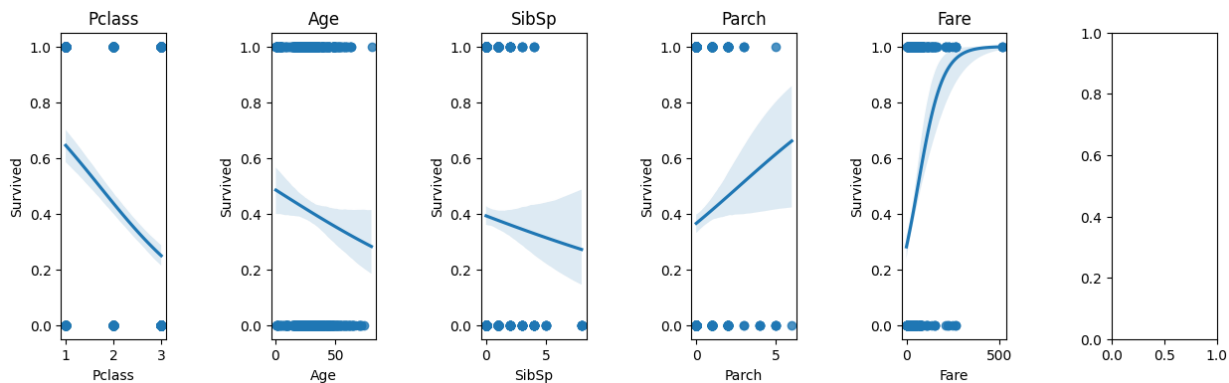 Pclass Age SibSp Parch Fare
1.0 1.0 1.0 1.0 1.0 1.0
0.8 0.8 0.8 0.8 0.8 0.8
0.6 0.6 0.6 0.6 0.6 0.6
Survived Survived Survived Survived Survived
0.4 0.4 0.4 0.4 0.4 0.4
0.2 0.2 0.2 0.2 0.2 0.2
0.0 0.0 0.0 0.0 0.0 0.0
1 2 3 0 50 0 5 0 5 0 500 0.0 0.5 1.0
Pclass Age SibSp Parch Fare